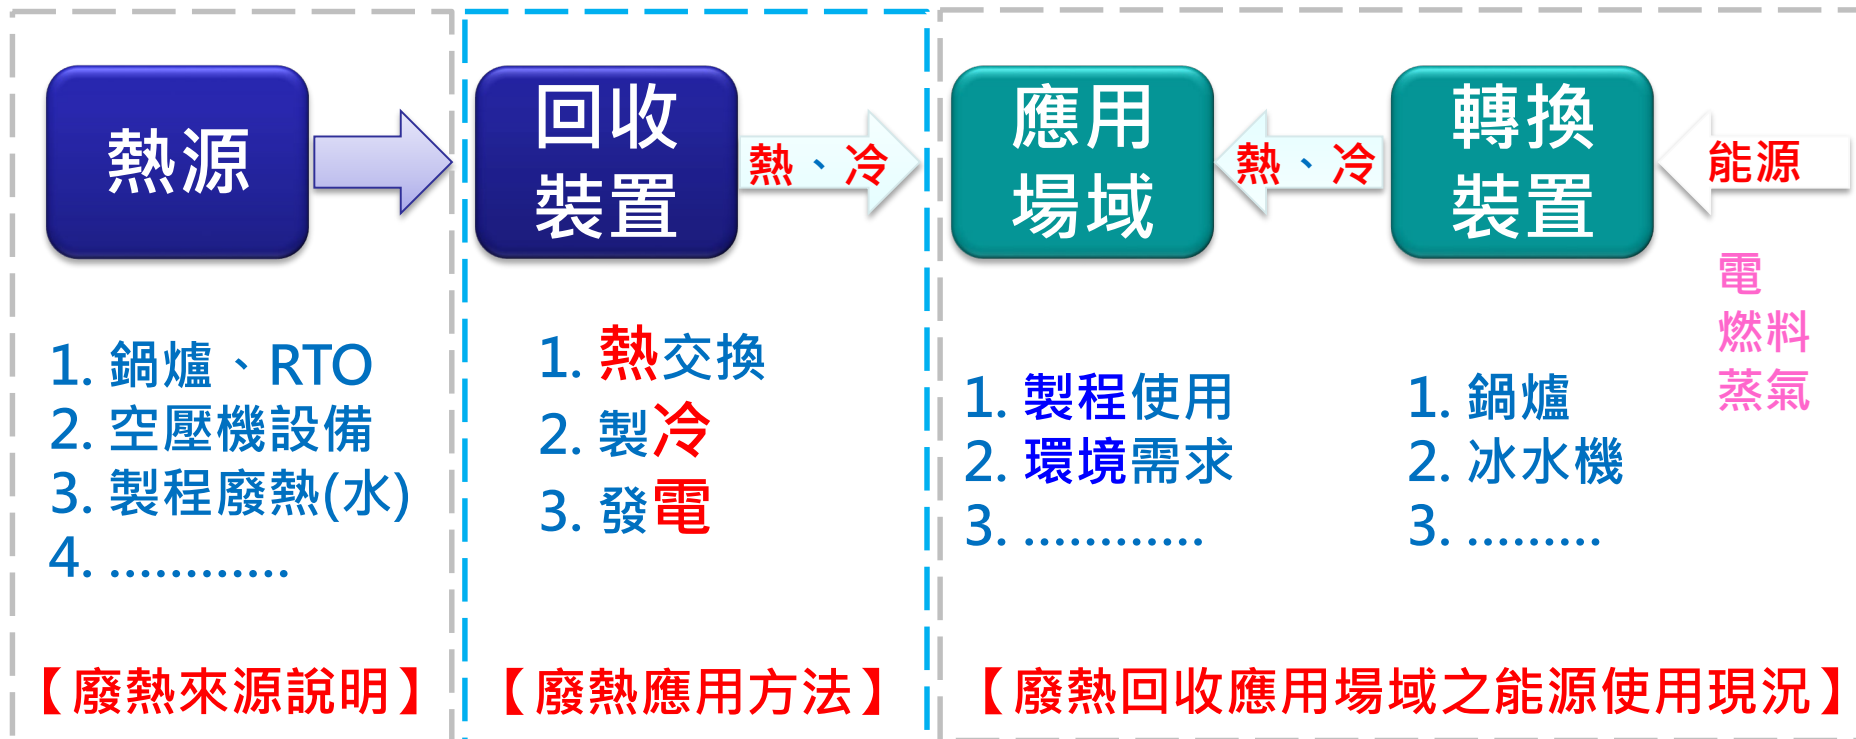 熱源
1. 鍋爐、RTO
2. 空壓機設備
3. 製程廢熱(水)
4. ............
【廢熱來源說明】
回收
裝置
熱、冷
1. 熱交換
2. 製冷
3. 發電
【廢熱應用方法】
應用
場域
熱、冷
轉換
裝置
能源
電
燃料
蒸氣
1. 製程使用
2. 環境需求
3. ............
1. 鍋爐
2. 冰水機
3. .........
【廢熱回收應用場域之能源使用現況】